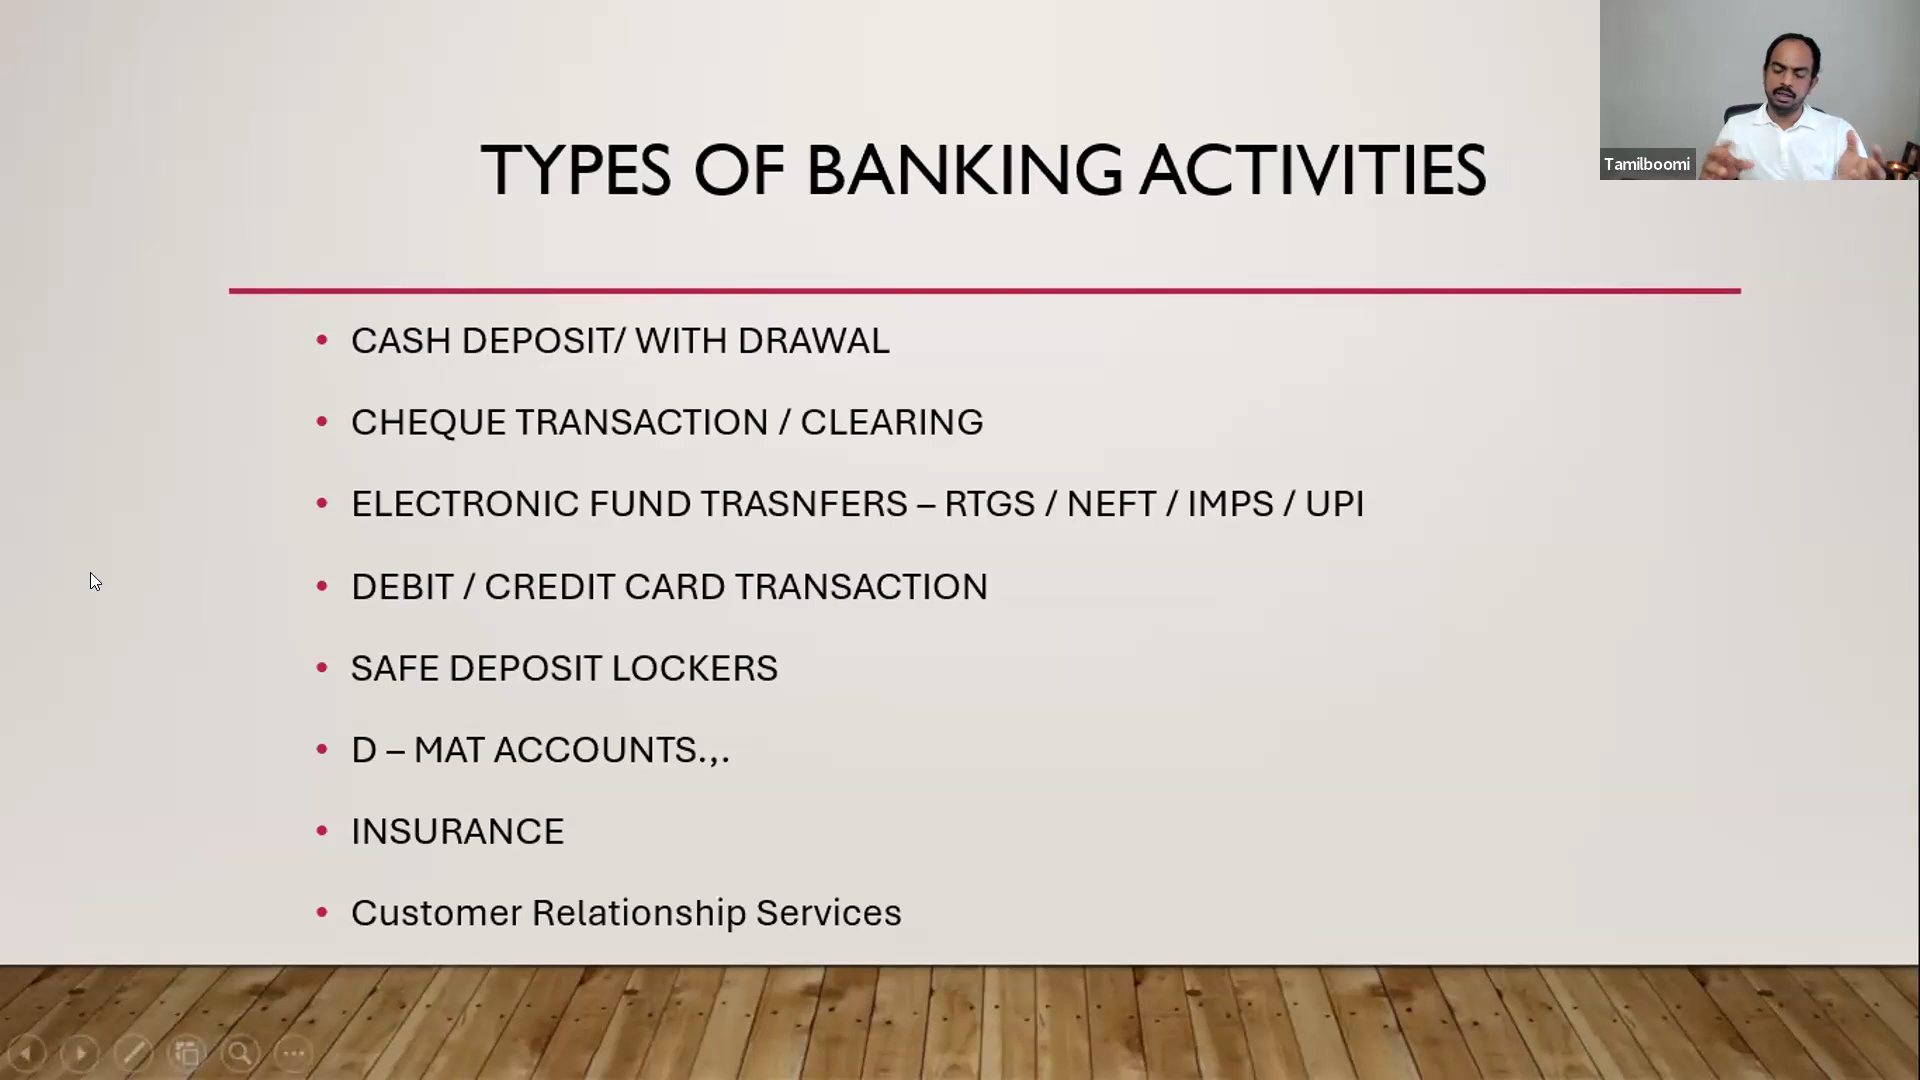 TYPES OF BANKING ACTIVITIES
Tamilboomi
• CASH DEPOSIT/ WITH DRAWAL
• CHEQUE TRANSACTION / CLEARING
• ELECTRONIC FUND TRASNFERS – RTGS / NEFT / IMPS / UPI
• DEBIT / CREDIT CARD TRANSACTION
• SAFE DEPOSIT LOCKERS
• D – MAT ACCOUNTS.,.
• INSURANCE
• Customer Relationship Services